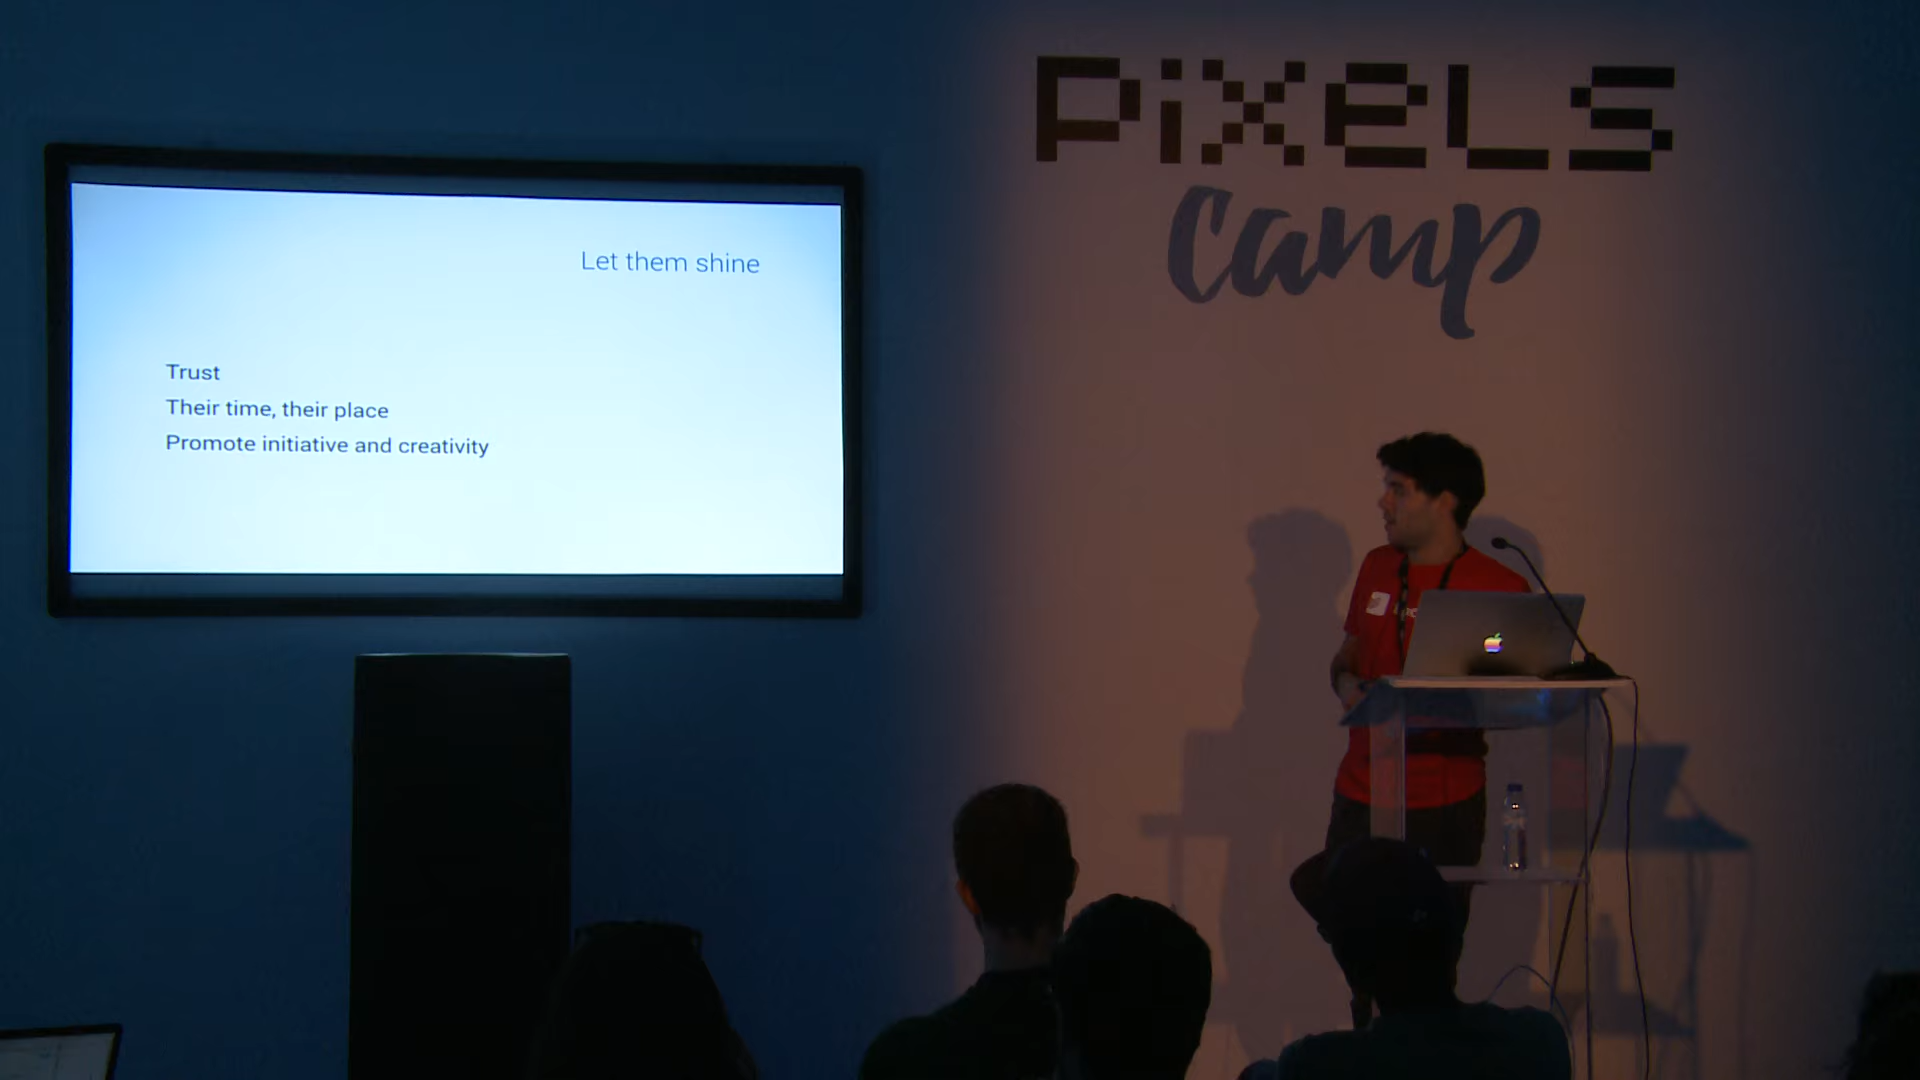 Let them shine
Trust
Their time, their place
Promote initiative and creativity
pixels
camp